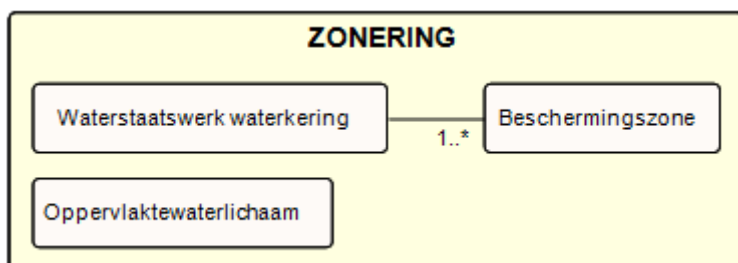 ZONERING
Waterstaatswerk waterkering
Beschermingszone
1..*
Oppervlaktewaterlichaam